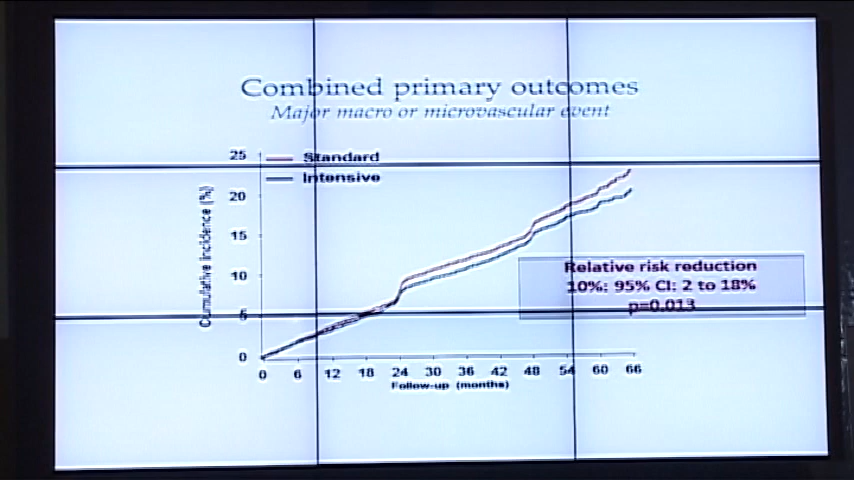 Combined primary outcomes
Major macro or microvascular event
25
Standard
Intensive
20
15
10
5
0
Cumulative incidence (%)
Relative risk reduction
10%: 95% CI: 2 to 18%
p=0.013
0 6 12 18 24 30 36 42 48 54 60 66
Follow-up (months)